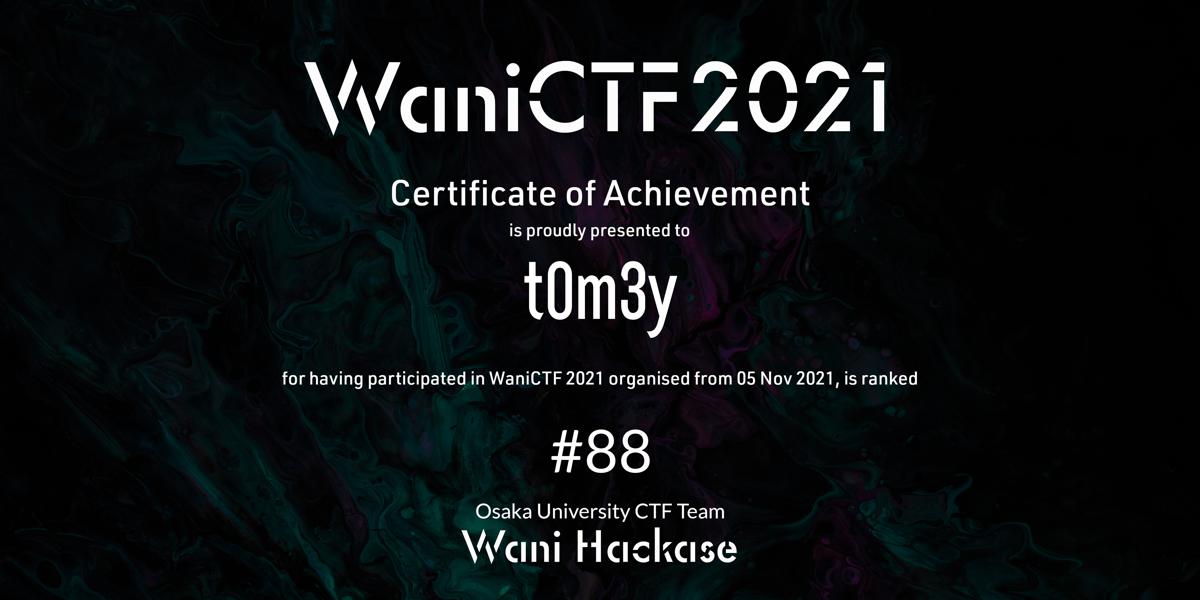 WaniCTF2021
Certificate of Achievement
is proudly presented to
t0m3y
for having participated in WaniCTF 2021 organised from 05 Nov 2021, is ranked
#88
Osaka University CTF Team
Wani Hackase